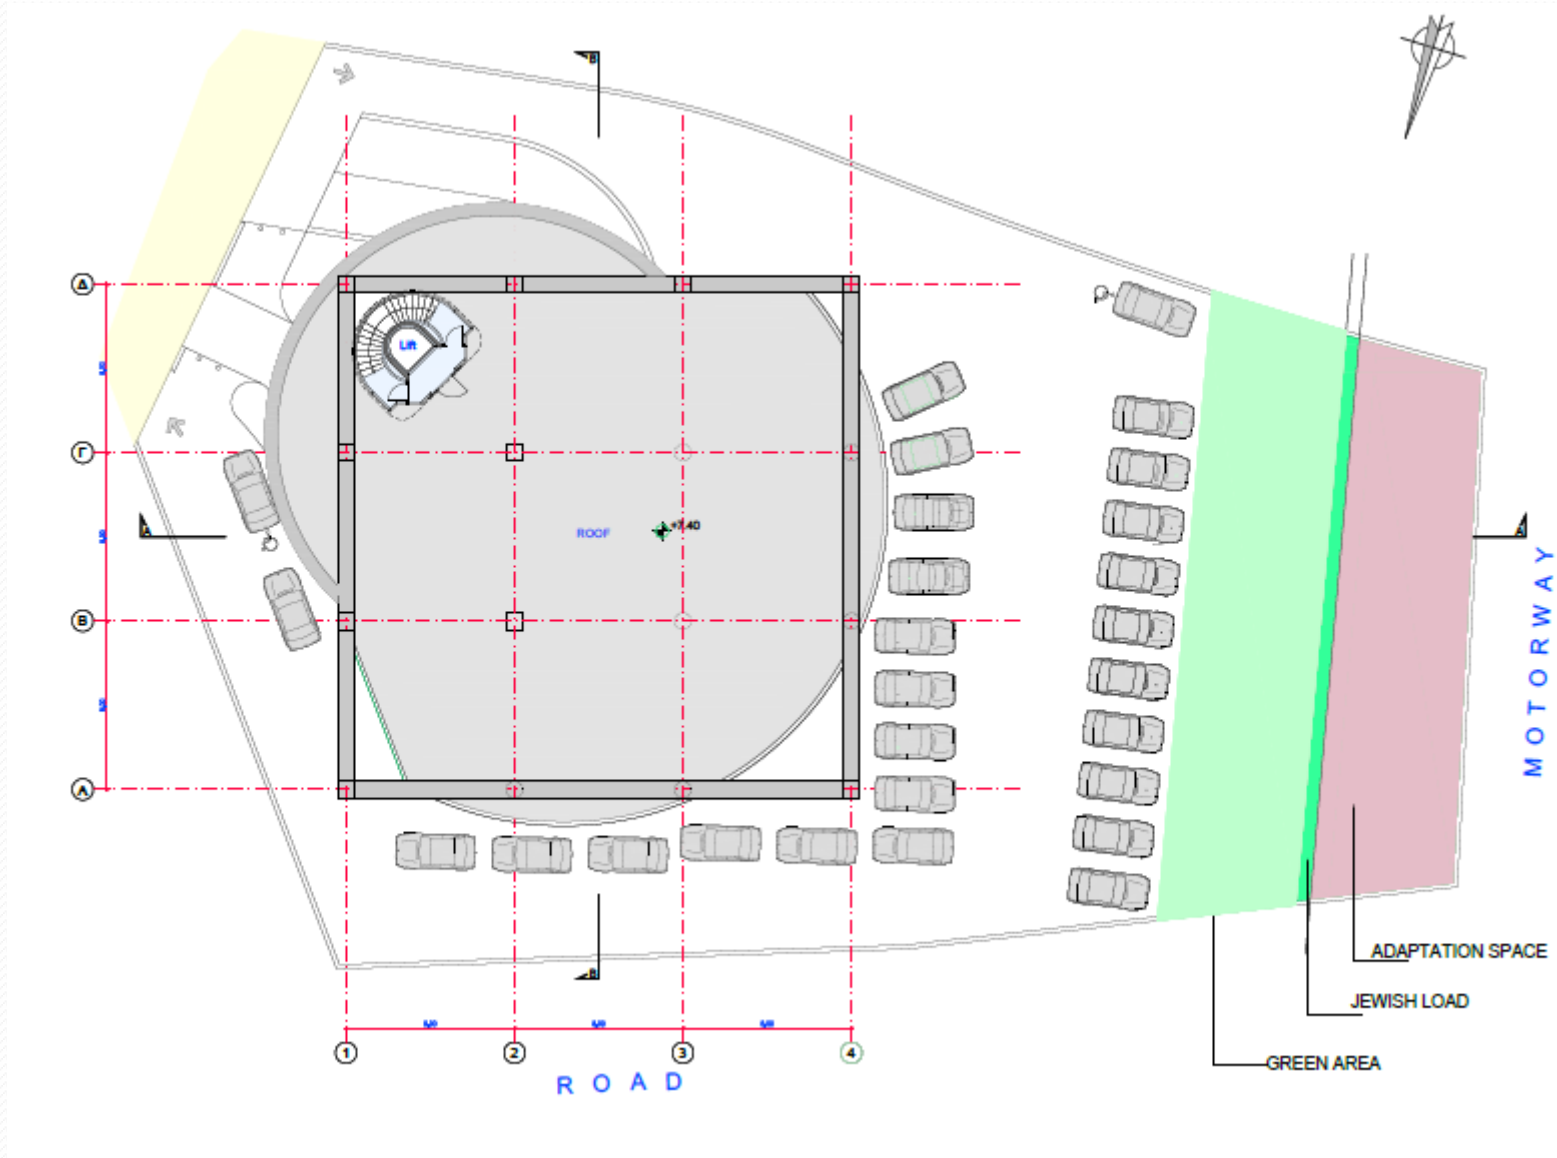 B
Δ
Lift
Γ
ROOF
+7.40
A
A
MOTORWAY
B
A
ADAPTATION SPACE
B
JEWISH LOAD
1
2
3
4
GREEN AREA
ROAD